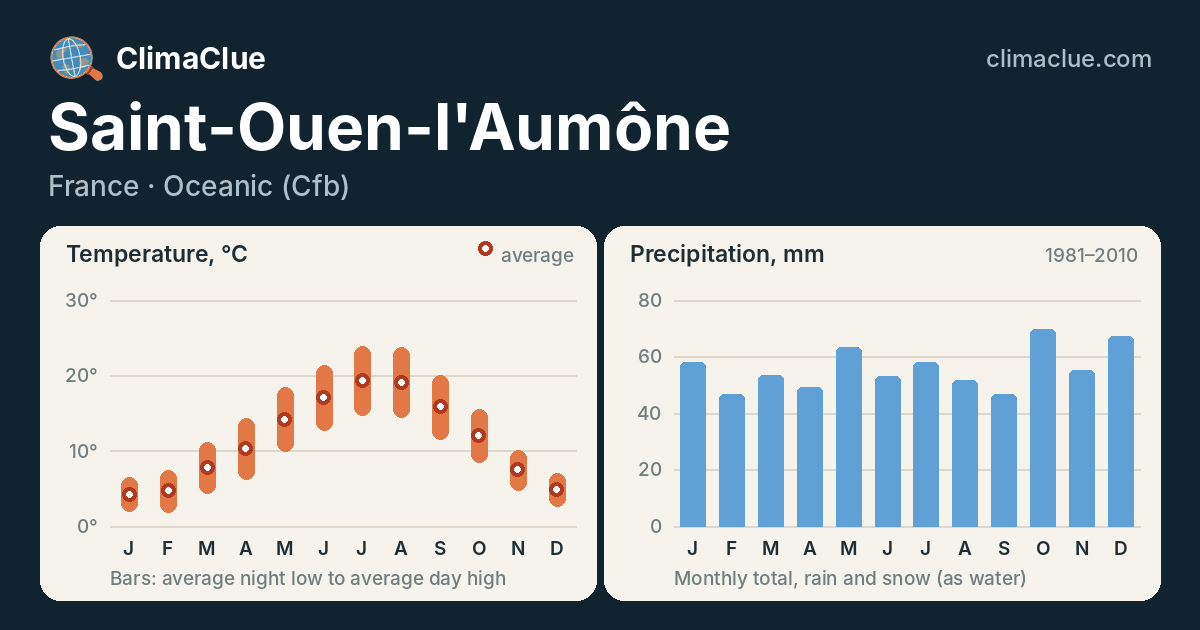 ClimaClue
climaclue.com
Saint-Ouen-l'Aumône
France · Oceanic (Cfb)
Temperature, °C
average
30°
20°
10°
0°
J F M A M J J A S O N D
Bars: average night low to average day high
Precipitation, mm
1981–2010
80
60
40
20
0
J F M A M J J A S O N D
Monthly total, rain and snow (as water)